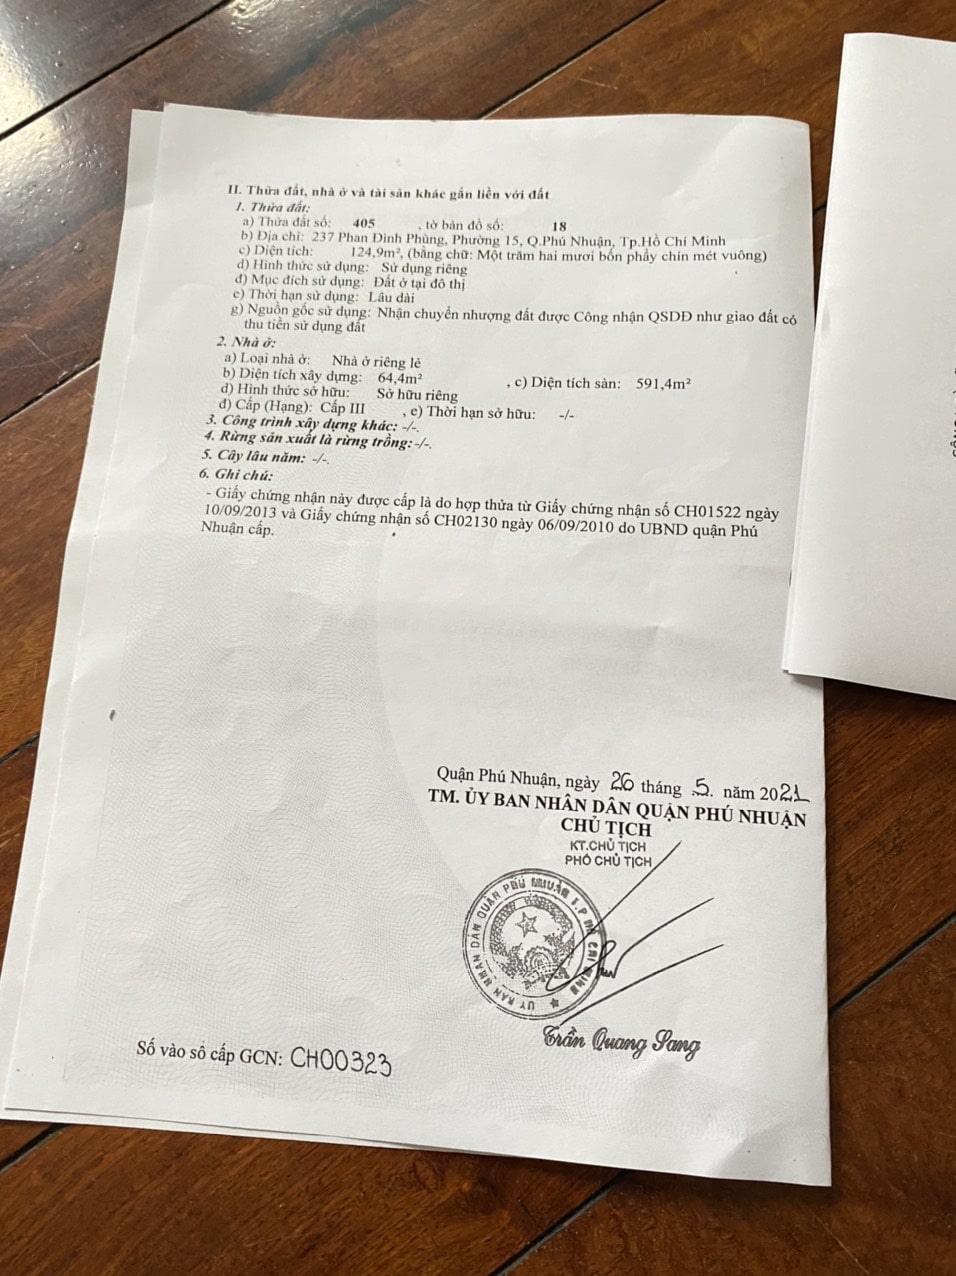 II. Thửa đất, nhà ở và tài sản khác gắn liền với đất
1. Thửa đất:
a) Thửa đất số: 405 , tờ bản đồ số: 18
b) Địa chỉ: 237 Phan Đình Phùng, Phường 15, Q.Phú Nhuận, Tp.Hồ Chí Minh
c) Diện tích: 124,9m², (bằng chữ: Một trăm hai mươi bốn phẩy chín mét vuông)
d) Hình thức sử dụng: Sử dụng riêng
đ) Mục đích sử dụng: Đất ở tại đô thị
e) Thời hạn sử dụng: Lâu dài
g) Nguồn gốc sử dụng: Nhận chuyển nhượng đất được Công nhận QSDĐ như giao đất có
thu tiền sử dụng đất
2. Nhà ở:
a) Loại nhà ở: Nhà ở riêng lẻ
b) Diện tích xây dựng: 64,4m² , c) Diện tích sàn: 591,4m²
d) Hình thức sở hữu: Sở hữu riêng
đ) Cấp (Hạng): Cấp III , e) Thời hạn sở hữu: -/-
3. Công trình xây dựng khác: -/-.
4. Rừng sản xuất là rừng trồng: -/-.
5. Cây lâu năm: -/-.
6. Ghi chú:
- Giấy chứng nhận này được cấp là do hợp thửa từ Giấy chứng nhận số CH01522 ngày
10/09/2013 và Giấy chứng nhận số CH02130 ngày 06/09/2010 do UBND quận Phú
Nhuận cấp.
Quận Phú Nhuận, ngày 26 tháng .5. năm 2021
TM. ỦY BAN NHÂN DÂN QUẬN PHÚ NHUẬN
CHỦ TỊCH
KT.CHỦ TỊCH
PHÓ CHỦ TỊCH
ỦY BAN NHÂN DÂN QUẬN PHÚ NHUẬN T.P HỒ CHÍ MINH
Trần Quang Sang
Số vào sổ cấp GCN: CH00323